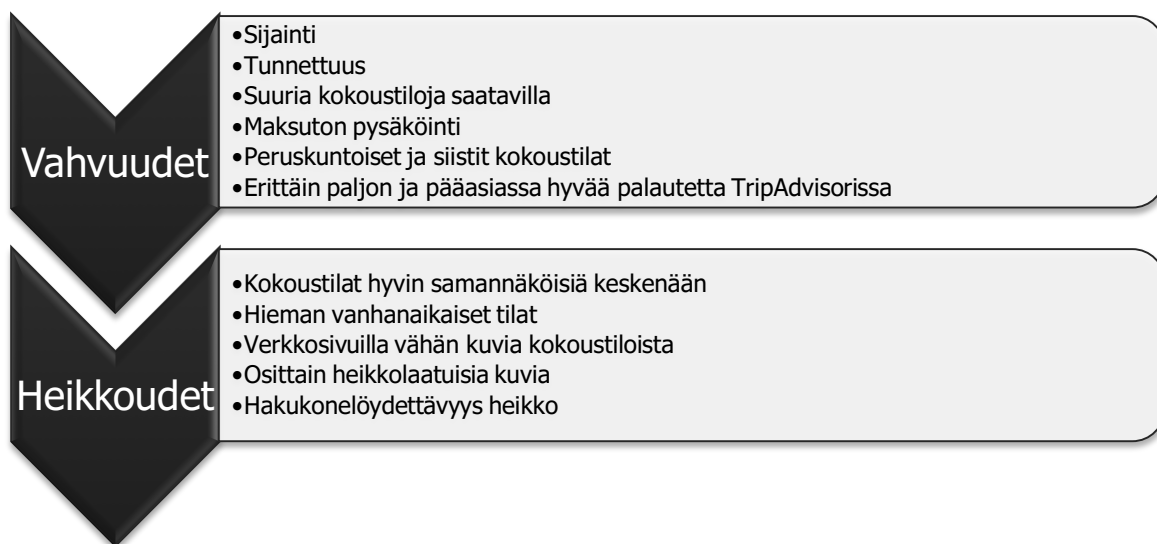 Vahvuudet
•Sijainti
•Tunnettuus
•Suuria kokoustiloja saatavilla
•Maksuton pysäköinti
•Peruskuntoiset ja siistit kokoustilat
•Erittäin paljon ja pääasiassa hyvää palautetta TripAdvisorissa
Heikkoudet
•Kokoustilat hyvin samannäköisiä keskenään
•Hieman vanhanaikaiset tilat
•Verkkosivuilla vähän kuvia kokoustiloista
•Osittain heikkolaatuisia kuvia
•Hakukonelöydettävyys heikko